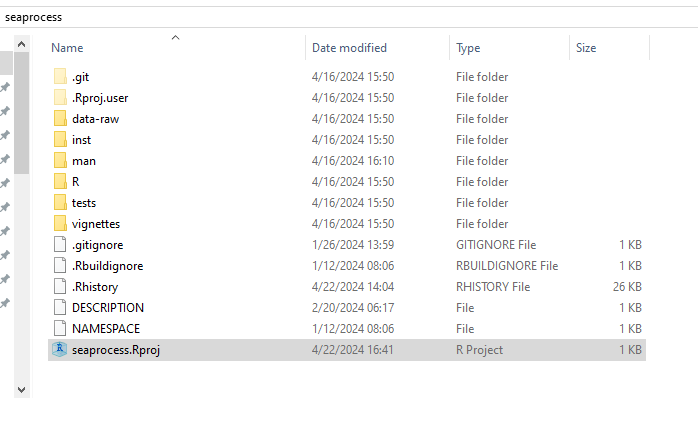 seaprocess
Name Date modified Type Size
.git 4/16/2024 15:50 File folder
.Rproj.user 4/16/2024 15:50 File folder
data-raw 4/16/2024 15:50 File folder
inst 4/16/2024 15:50 File folder
man 4/16/2024 16:10 File folder
R 4/16/2024 15:50 File folder
tests 4/16/2024 15:50 File folder
vignettes 4/16/2024 15:50 File folder
.gitignore 1/26/2024 13:59 GITIGNORE File 1 KB
.Rbuildignore 1/12/2024 08:06 RBUILDIGNORE File 1 KB
.Rhistory 4/22/2024 14:04 RHISTORY File 26 KB
DESCRIPTION 2/20/2024 06:17 File 1 KB
NAMESPACE 1/12/2024 08:06 File 1 KB
seaprocess.Rproj 4/22/2024 16:41 R Project 1 KB